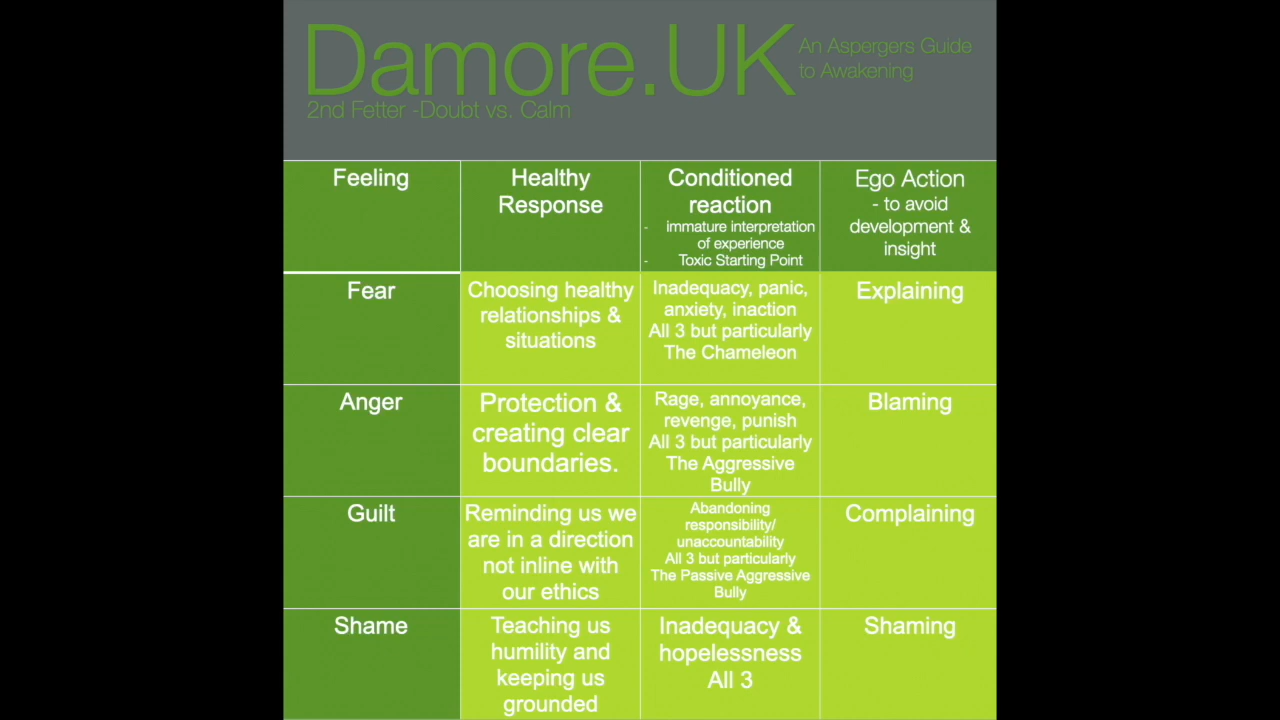 Damore.UK
An Aspergers Guide
to Awakening
2nd Fetter -Doubt vs. Calm
Feeling
Healthy
Response
Conditioned
reaction
- immature interpretation
of experience
- Toxic Starting Point
Ego Action
- to avoid
development &
insight
Fear
Choosing healthy
relationships &
situations
Inadequacy, panic,
anxiety, inaction
All 3 but particularly
The Chameleon
Explaining
Anger
Protection &
creating clear
boundaries.
Rage, annoyance,
revenge, punish
All 3 but particularly
The Aggressive
Bully
Blaming
Guilt
Reminding us we
are in a direction
not inline with
our ethics
Abandoning
responsibility/
unaccountability
All 3 but particularly
The Passive Aggressive
Bully
Complaining
Shame
Teaching us
humility and
keeping us
grounded
Inadequacy &
hopelessness
All 3
Shaming